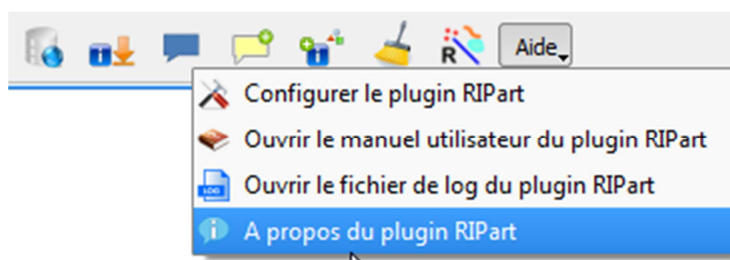 R
Aide
Configurer le plugin RIPart
Ouvrir le manuel utilisateur du plugin RIPart
LOG
Ouvrir le fichier de log du plugin RIPart
A propos du plugin RIPart